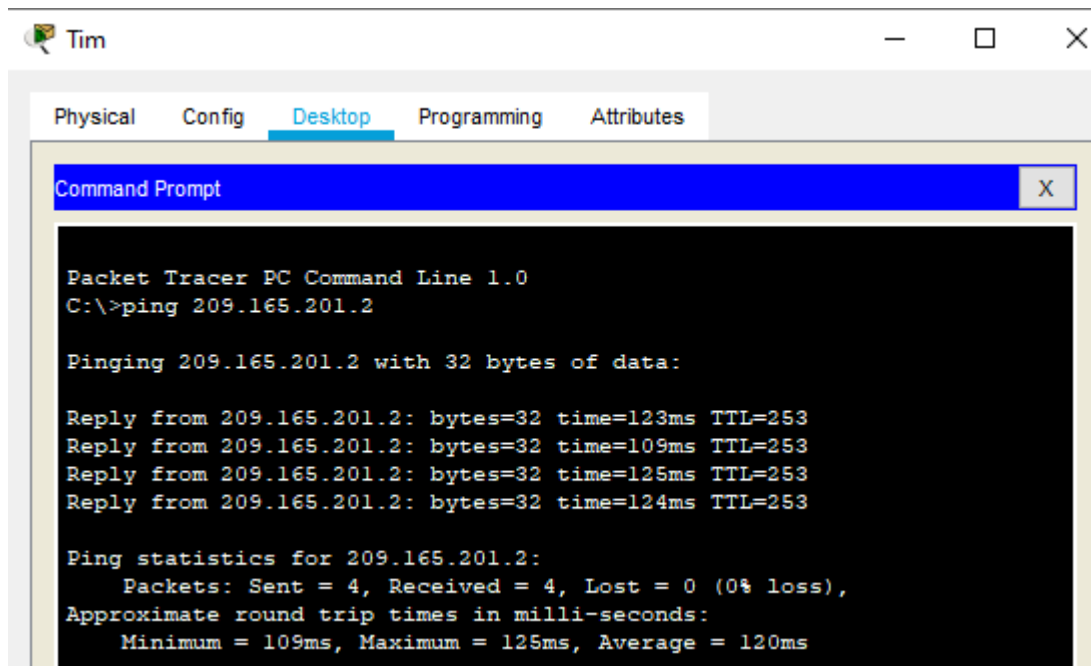 Tim
Physical Config Desktop Programming Attributes
Command Prompt X
Packet Tracer PC Command Line 1.0
C:\>ping 209.165.201.2
Pinging 209.165.201.2 with 32 bytes of data:
Reply from 209.165.201.2: bytes=32 time=123ms TTL=253
Reply from 209.165.201.2: bytes=32 time=109ms TTL=253
Reply from 209.165.201.2: bytes=32 time=125ms TTL=253
Reply from 209.165.201.2: bytes=32 time=124ms TTL=253
Ping statistics for 209.165.201.2:
Packets: Sent = 4, Received = 4, Lost = 0 (0% loss),
Approximate round trip times in milli-seconds:
Minimum = 109ms, Maximum = 125ms, Average = 120ms